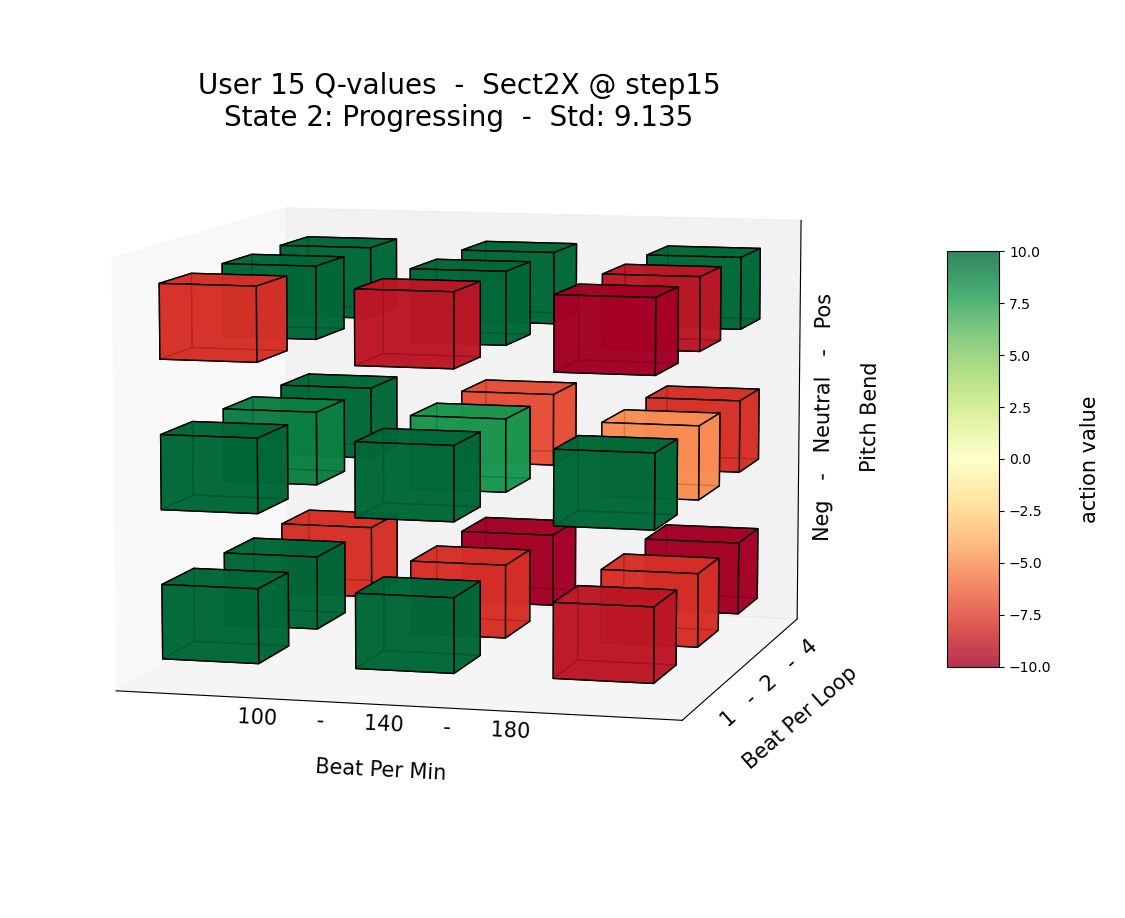 User 15 Q-values  -  Sect2X @ step15
State 2: Progressing  -  Std: 9.135
Neg  -  Neutral  -  Pos
Pitch Bend
1  -  2  -  4
Beat Per Loop
100  -  140  -  180
Beat Per Min
10.0
7.5
5.0
2.5
0.0
−2.5
−5.0
−7.5
−10.0
action value